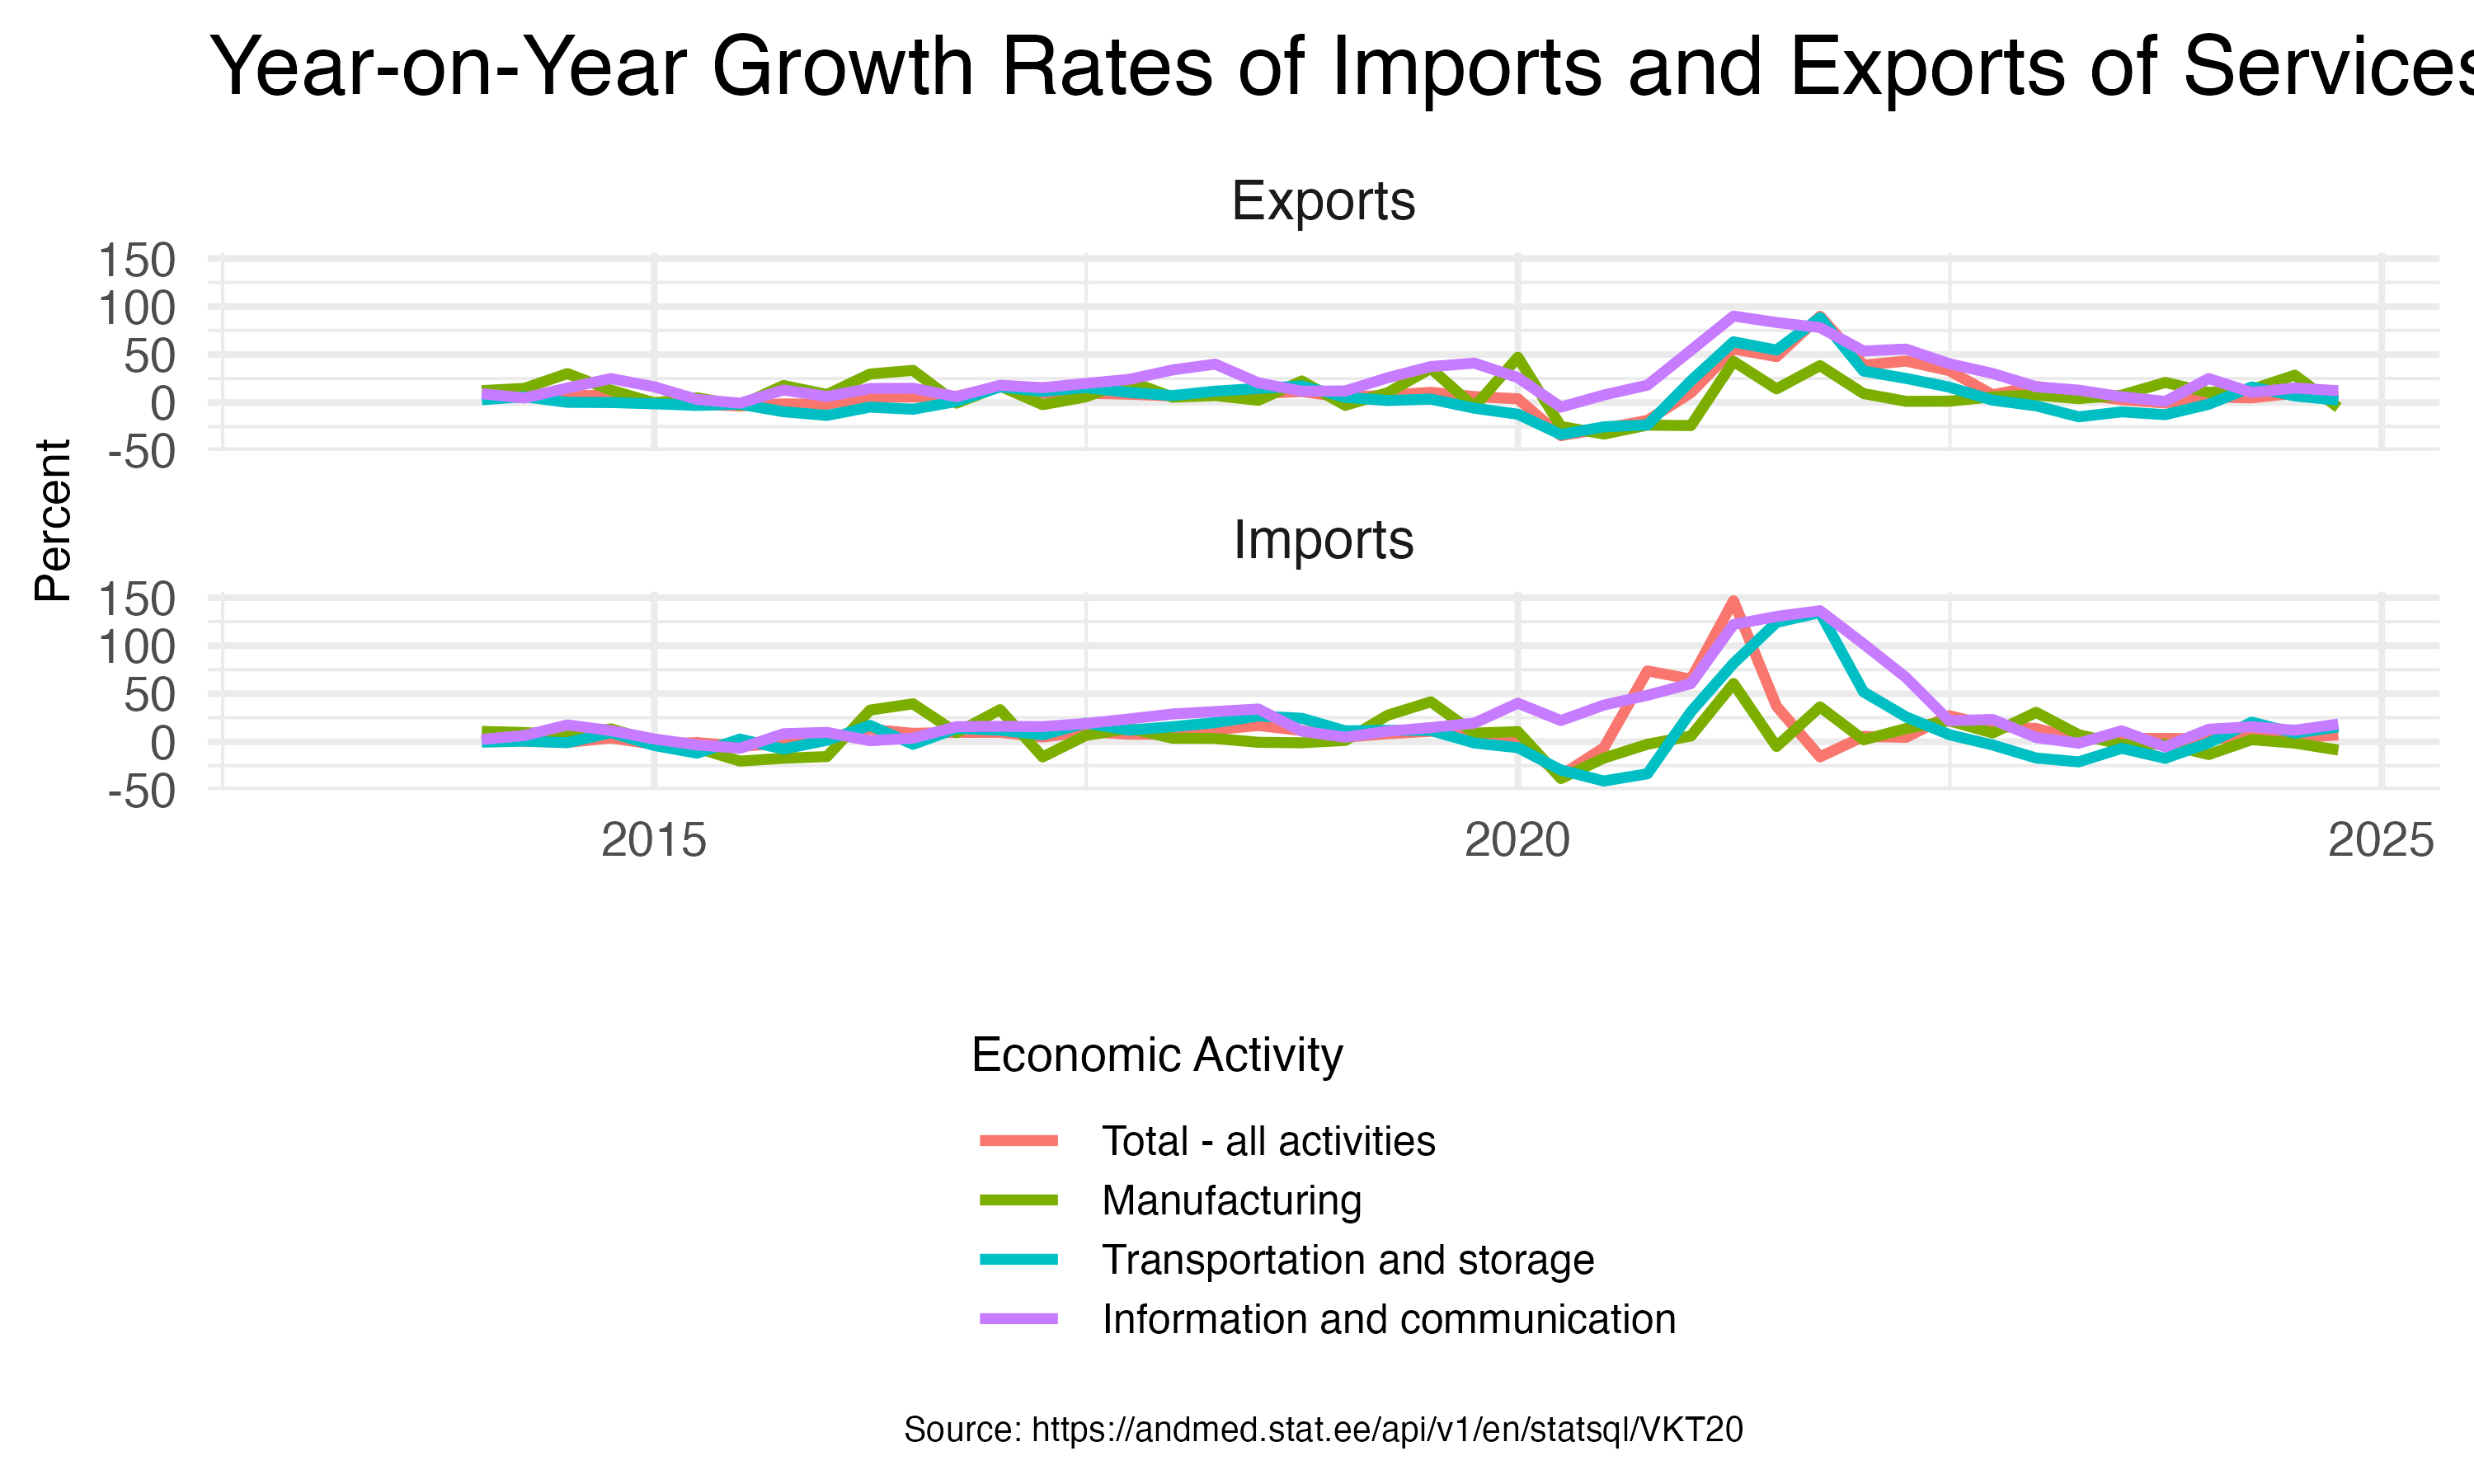 Year-on-Year Growth Rates of Imports and Exports of Services
Exports
150
100
50
0
-50
Percent
Imports
150
100
50
0
-50
2015 2020 2025
Economic Activity
Total - all activities
Manufacturing
Transportation and storage
Information and communication
Source: https://andmed.stat.ee/api/v1/en/statsql/VKT20